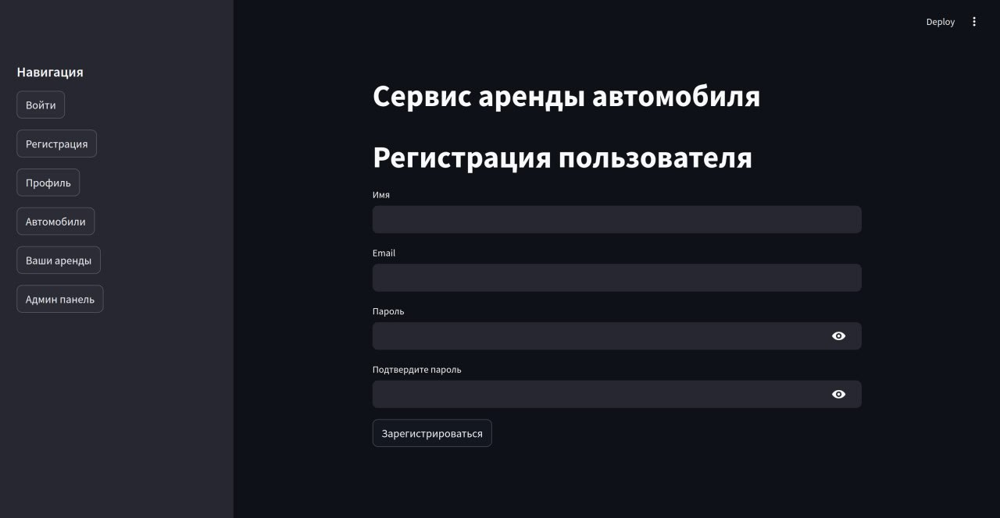 Deploy
Навигация
Войти
Регистрация
Профиль
Автомобили
Ваши аренды
Админ панель
Сервис аренды автомобиля
Регистрация пользователя
Имя
Email
Пароль
Подтвердите пароль
Зарегистрироваться